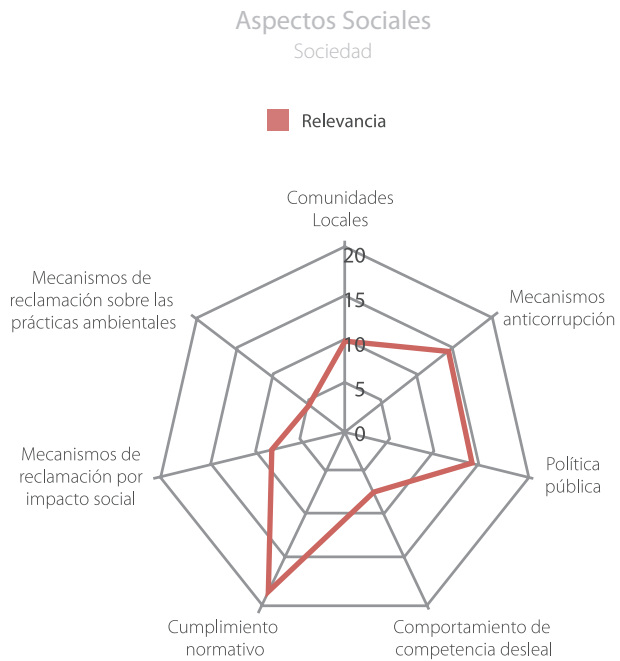 Aspectos Sociales
Sociedad
Relevancia
Comunidades
Locales
20
15
10
5
0
Mecanismos
anticorrupción
Política
pública
Comportamiento de
competencia desleal
Cumplimiento
normativo
Mecanismos de
reclamación por
impacto social
Mecanismos de
reclamación sobre las
prácticas ambientales